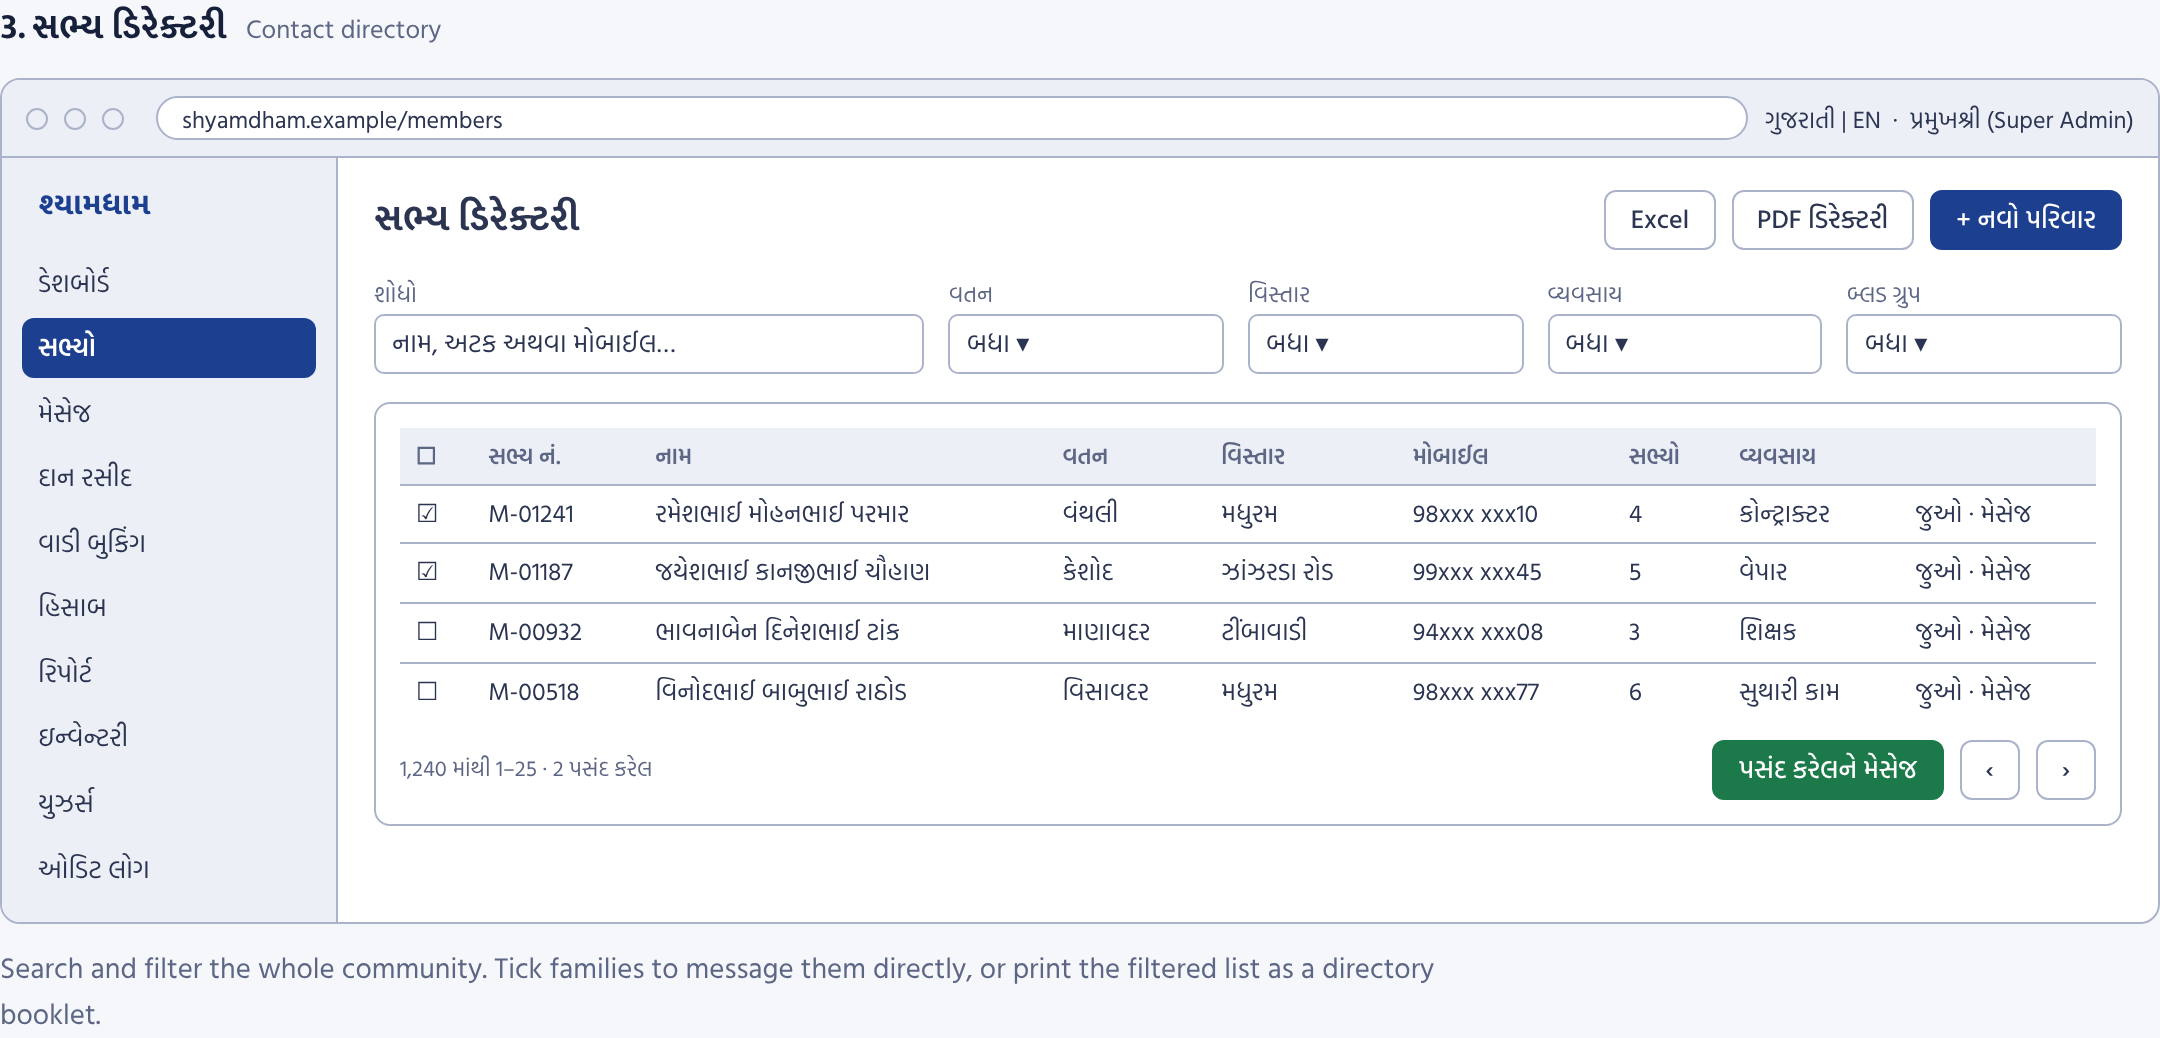 ૩. સભ્ય ડિરેક્ટરી Contact directory
shyamdham.example/members
ગુજરાતી | EN · પ્રમુખશ્રી (Super Admin)
શ્યામધામ
ડેશબોર્ડ
સભ્યો
મેસેજ
દાન રસીદ
વાડી બુકિંગ
હિસાબ
રિપોર્ટ
ઇન્વેન્ટરી
યુઝર્સ
ઓડિટ લોગ
સભ્ય ડિરેક્ટરી
Excel PDF ડિરેક્ટરી + નવો પરિવાર
શોધો વતન વિસ્તાર વ્યવસાય બ્લડ ગ્રુપ
નામ, અટક અથવા મોબાઈલ... બધા ▾ બધા ▾ બધા ▾ બધા ▾
☐ સભ્ય નં. નામ વતન વિસ્તાર મોબાઈલ સભ્યો વ્યવસાય
☑ M-01241 રમેશભાઈ મોહનભાઈ પરમાર વંથલી મધુરમ 98xxx xxx10 4 કોન્ટ્રાક્ટર જુઓ · મેસેજ
☑ M-01187 જયેશભાઈ કાનજીભાઈ ચૌહાણ કેશોદ ઝાંઝરડા રોડ 99xxx xxx45 5 વેપાર જુઓ · મેસેજ
☐ M-00932 ભાવનાબેન દિનેશભાઈ ટાંક માણાવદર ટીંબાવાડી 94xxx xxx08 3 શિક્ષક જુઓ · મેસેજ
☐ M-00518 વિનોદભાઈ બાબુભાઈ રાઠોડ વિસાવદર મધુરમ 98xxx xxx77 6 સુથારી કામ જુઓ · મેસેજ
1,240 માંથી 1–25 · 2 પસંદ કરેલ પસંદ કરેલને મેસેજ ‹ ›
Search and filter the whole community. Tick families to message them directly, or print the filtered list as a directory
booklet.